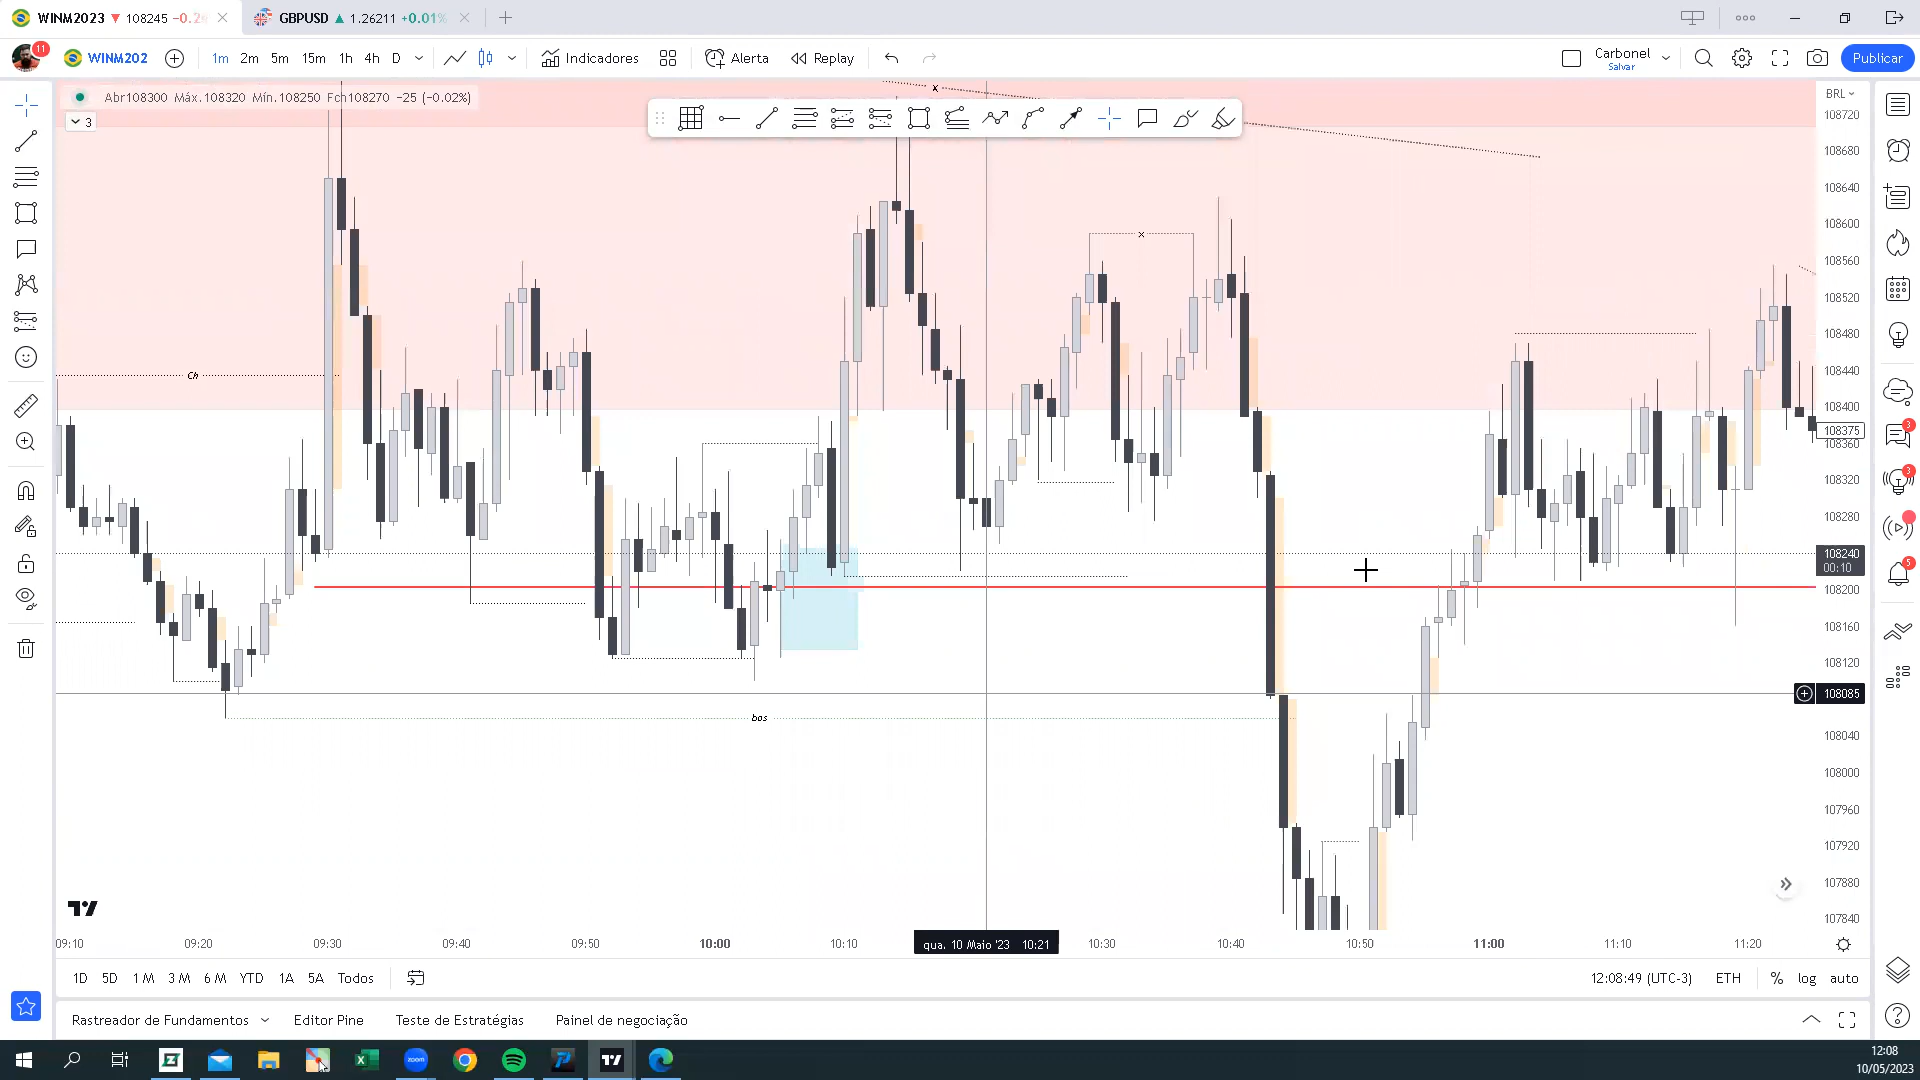 WINM2023 ▼ 108245 −0.2
GBPUSD ▲ 1.26211 +0.01%
11
WINM202
1m 2m 5m 15m 1h 4h D
Indicadores
Alerta
Replay
Carbonel
Salvar
Publicar
Abr108300 Máx.108320 Mín.108250 Fch108270 −25 (−0.02%)
3
BRL
x
108720
108680
108640
108600
108560
108520
108480
108440
108400
108375
108360
108320
108280
108240
00:10
108200
108160
108120
108085
108040
108000
107960
107920
107880
107840
x
Ch
bos
3
3
5
09:10 09:20 09:30 09:40 09:50 10:00 10:10 qua. 10 Maio '23 10:21 10:30 10:40 10:50 11:00 11:10 11:20
1D 5D 1M 3M 6M YTD 1A 5A Todos
12:08:49 (UTC-3) ETH % log auto
Rastreador de Fundamentos Editor Pine Teste de Estratégias Painel de negociação
zoom
12:08
10/05/2023